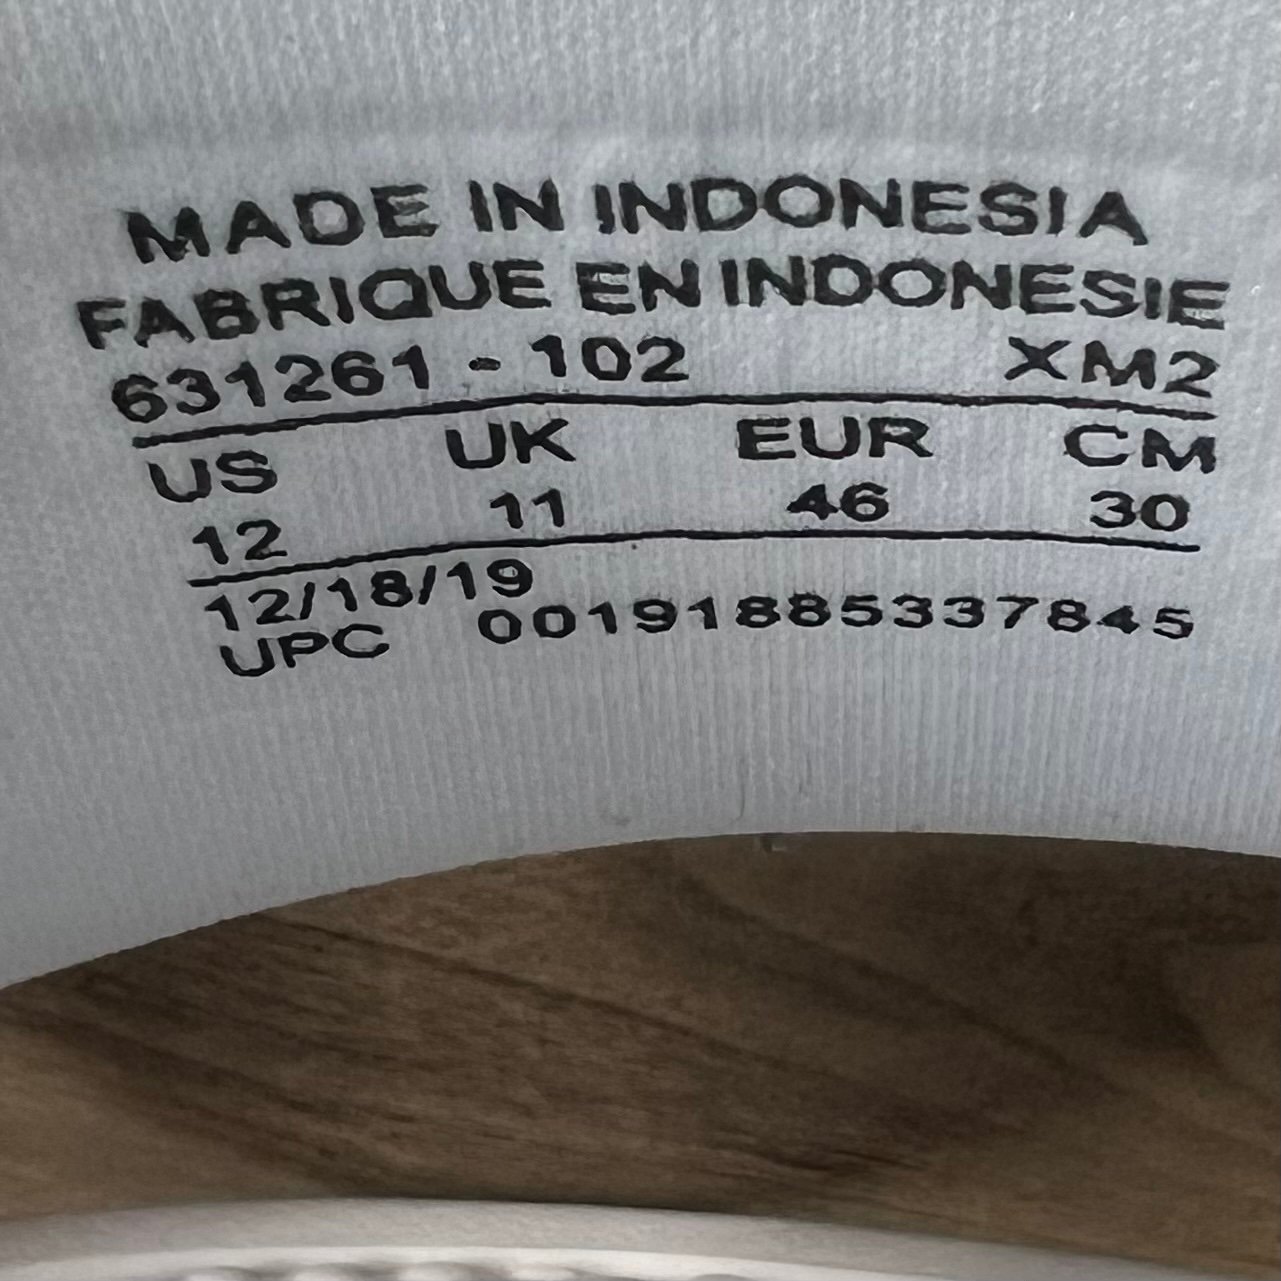 MADE IN INDONESIA
FABRIQUE EN INDONESIE
631261 - 102 XM2
US UK EUR CM
12 11 46 30
12/18/19
UPC 00191885337845